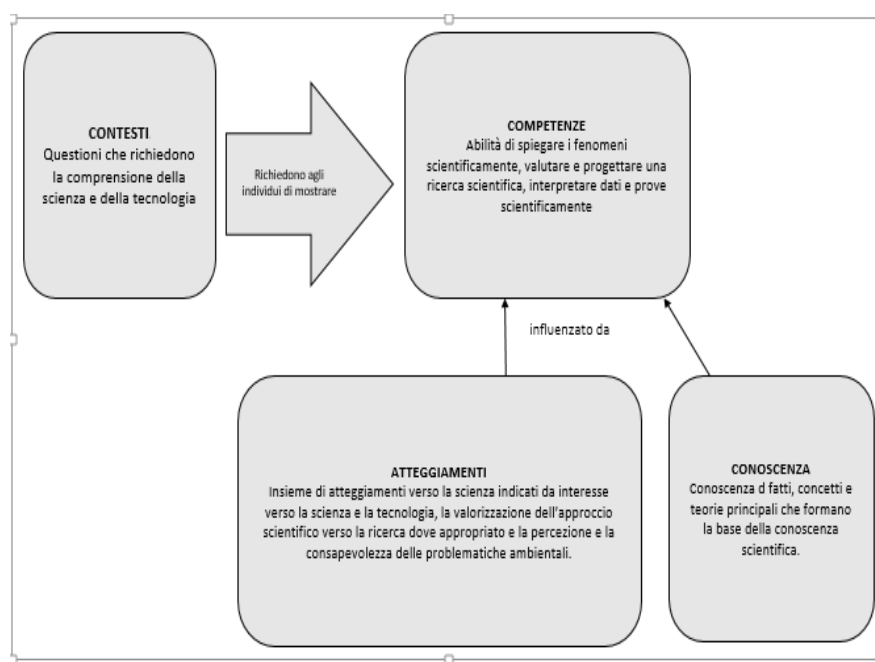 CONTESTI
Questioni che richiedono
la comprensione della
scienza e della tecnologia
Richiedono agli
individui di mostrare
COMPETENZE
Abilità di spiegare i fenomeni
scientificamente, valutare e progettare una
ricerca scientifica, interpretare dati e prove
scientificamente
influenzato da
ATTEGGIAMENTI
Insieme di atteggiamenti verso la scienza indicati da interesse
verso la scienza e la tecnologia, la valorizzazione dell'approccio
scientifico verso la ricerca dove appropriato e la percezione e la
consapevolezza delle problematiche ambientali.
CONOSCENZA
Conoscenza d fatti, concetti e
teorie principali che formano
la base della conoscenza
scientifica.